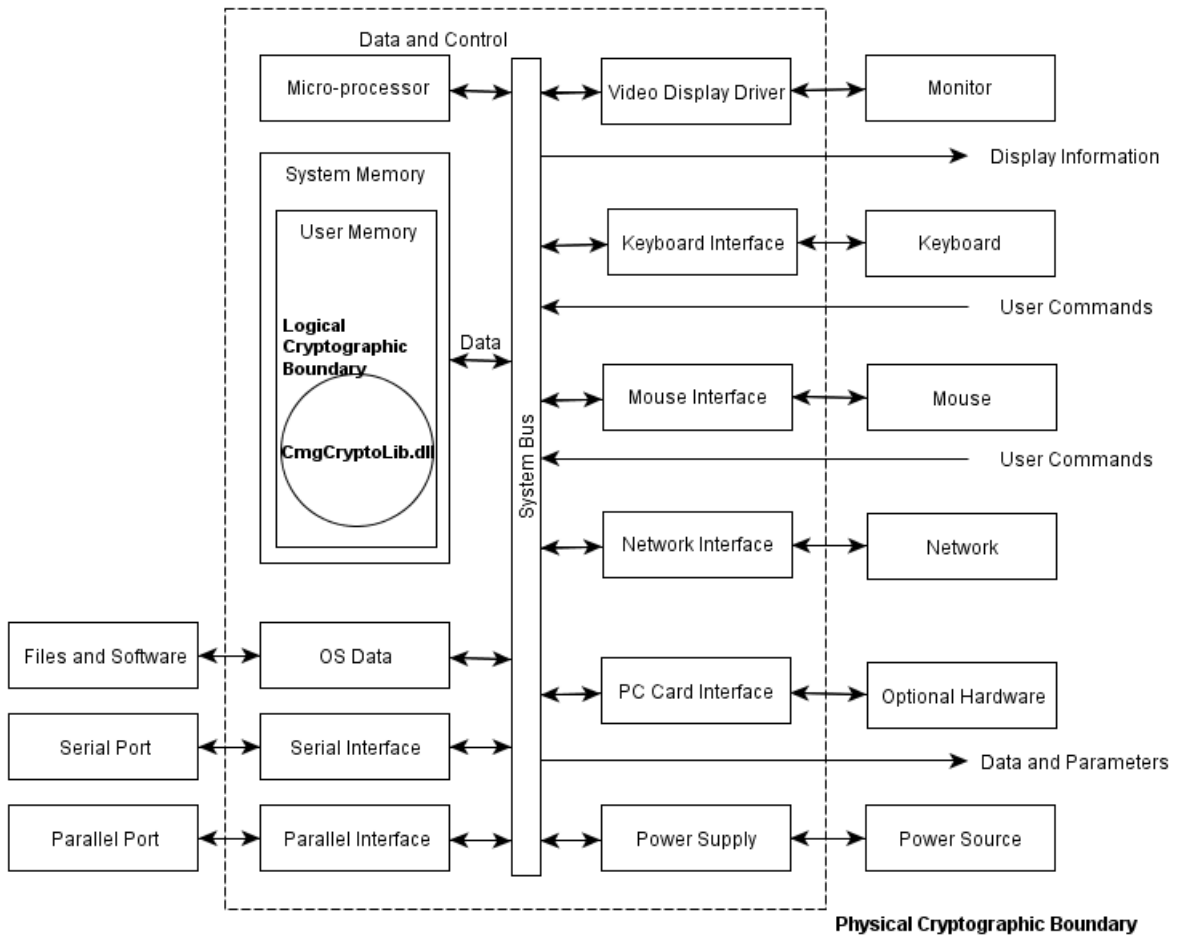 Data and Control
Micro-processor
Video Display Driver
Monitor
Display Information
System Memory
User Memory
Keyboard Interface
Keyboard
User Commands
Logical
Cryptographic
Boundary
Data
CmgCryptoLib.dll
System Bus
Mouse Interface
Mouse
User Commands
Network Interface
Network
Files and Software
OS Data
PC Card Interface
Optional Hardware
Serial Port
Serial Interface
Data and Parameters
Parallel Port
Parallel Interface
Power Supply
Power Source
Physical Cryptographic Boundary